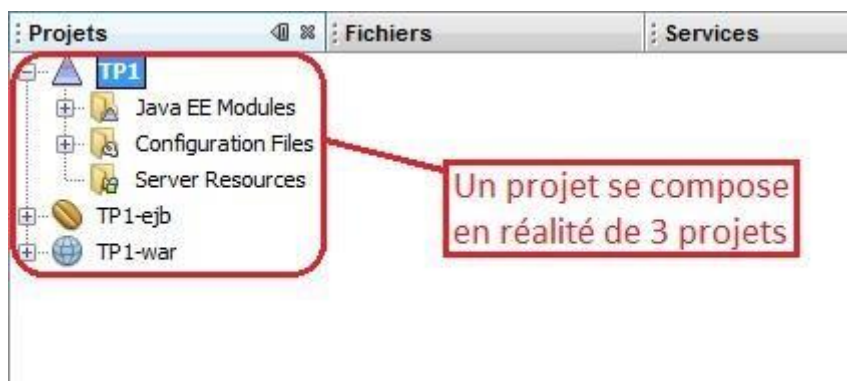 Projets Fichiers Services
TP1
Java EE Modules
Configuration Files
Server Resources
TP1-ejb
TP1-war
Un projet se compose
en réalité de 3 projets